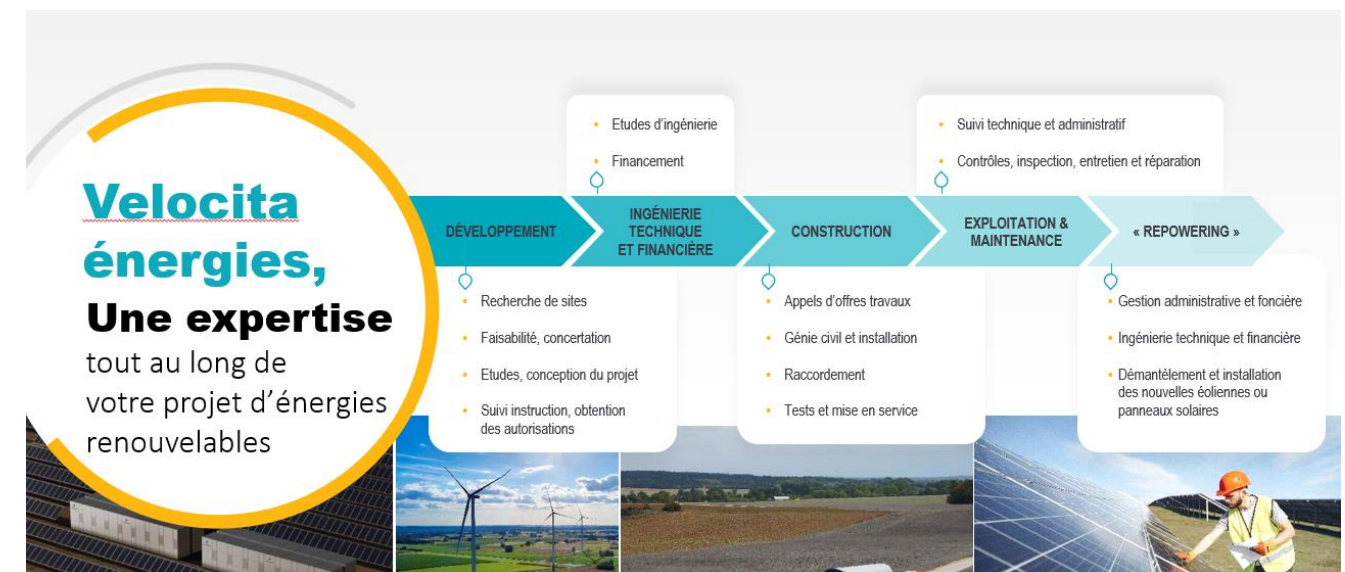 Velocita
énergies,
Une expertise
tout au long de
votre projet d’énergies
renouvelables
• Etudes d’ingénierie
• Financement
• Suivi technique et administratif
• Contrôles, inspection, entretien et réparation
DÉVELOPPEMENT
INGÉNIERIE
TECHNIQUE
ET FINANCIÈRE
CONSTRUCTION
EXPLOITATION &
MAINTENANCE
« REPOWERING »
• Recherche de sites
• Faisabilité, concertation
• Etudes, conception du projet
• Suivi instruction, obtention
des autorisations
• Appels d’offres travaux
• Génie civil et installation
• Raccordement
• Tests et mise en service
• Gestion administrative et foncière
• Ingénierie technique et financière
• Démantèlement et installation
des nouvelles éoliennes ou
panneaux solaires